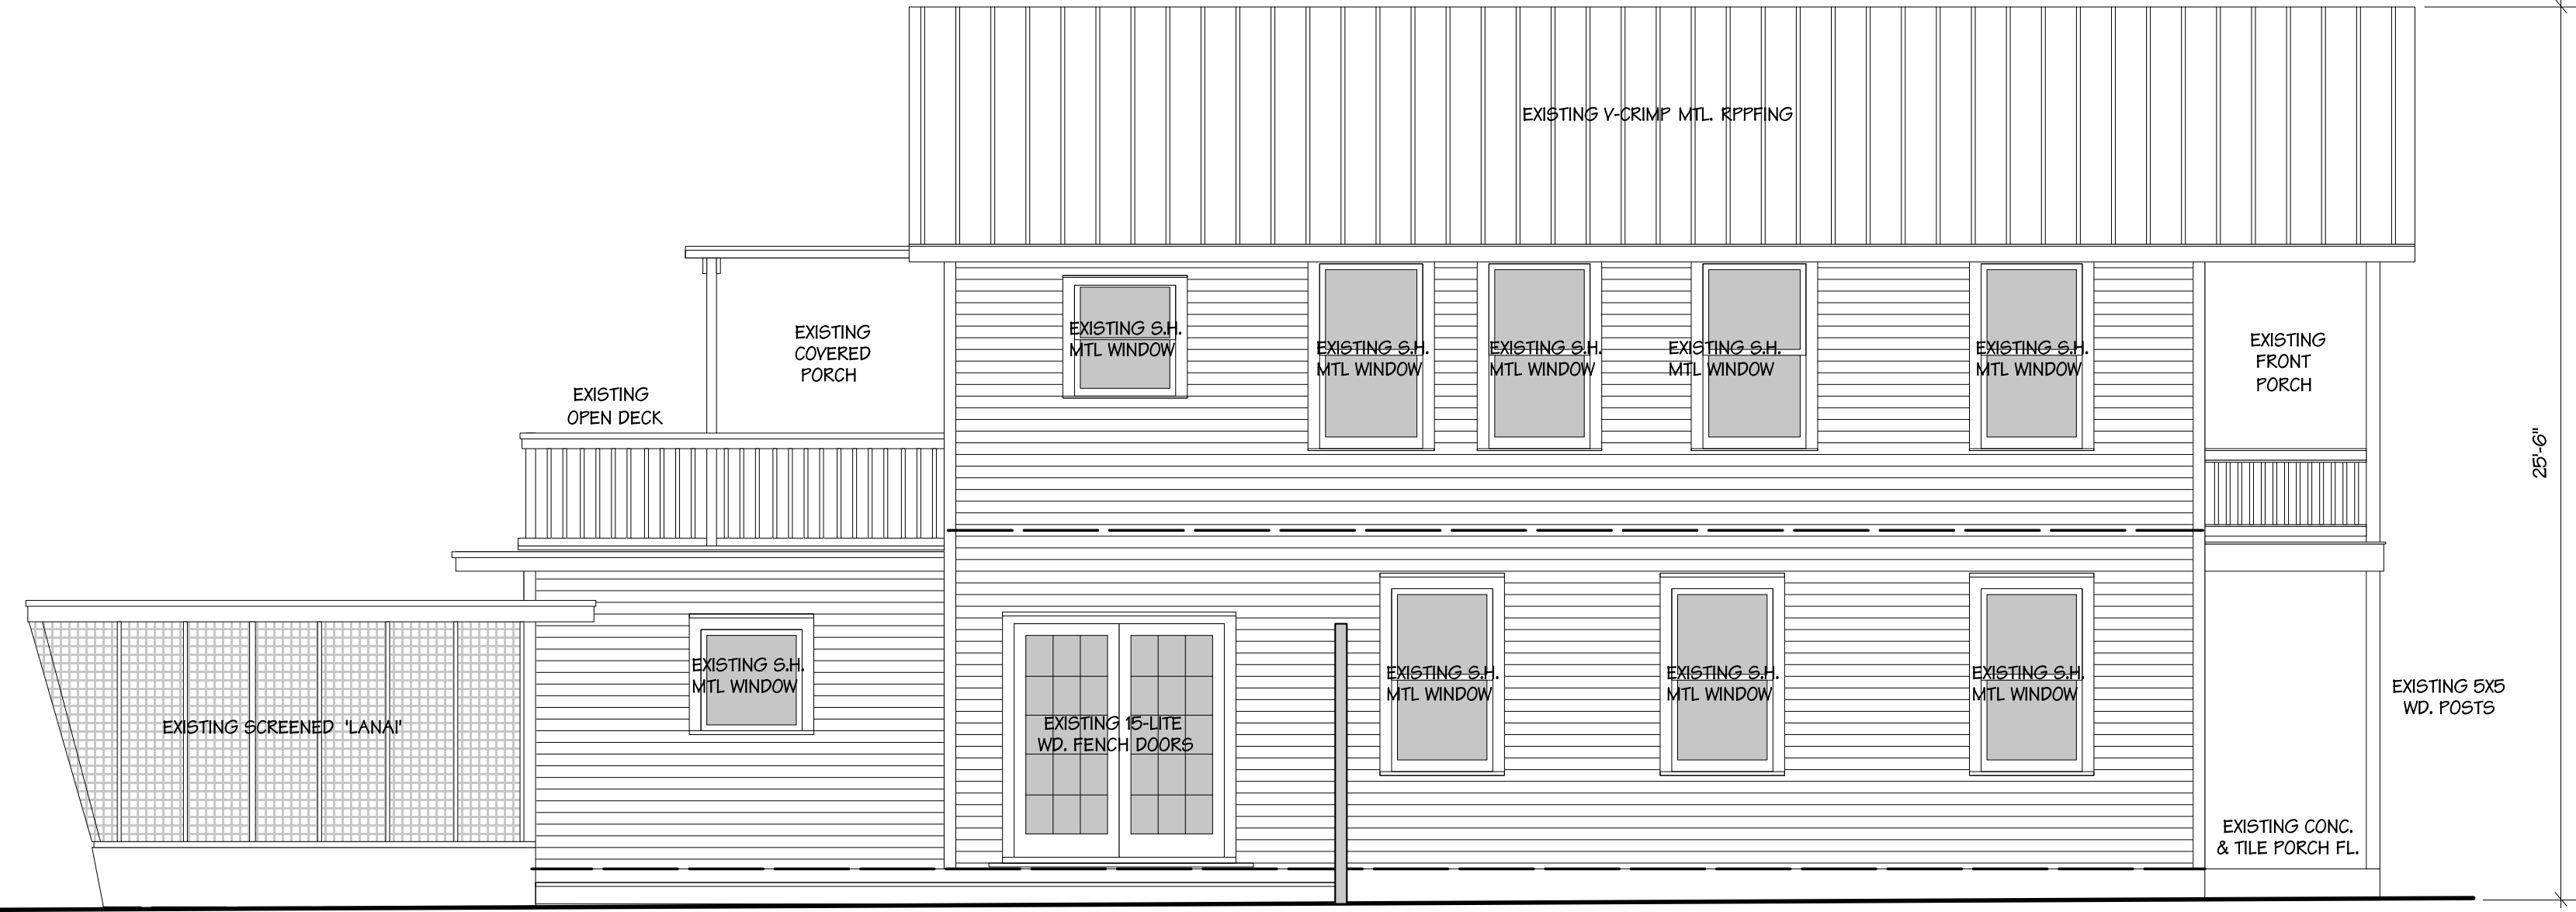 EXISTING V-CRIMP MTL. RPPFING
EXISTING
COVERED
PORCH
EXISTING
OPEN DECK
EXISTING S.H.
MTL WINDOW
EXISTING S.H.
MTL WINDOW
EXISTING S.H.
MTL WINDOW
EXISTING S.H.
MTL WINDOW
EXISTING S.H.
MTL WINDOW
EXISTING
FRONT
PORCH
25'-6"
EXISTING SCREENED 'LANAI'
EXISTING S.H.
MTL WINDOW
EXISTING 15-LITE
WD. FENCH DOORS
EXISTING S.H.
MTL WINDOW
EXISTING S.H.
MTL WINDOW
EXISTING S.H.
MTL WINDOW
EXISTING 5X5
WD. POSTS
EXISTING CONC.
& TILE PORCH FL.